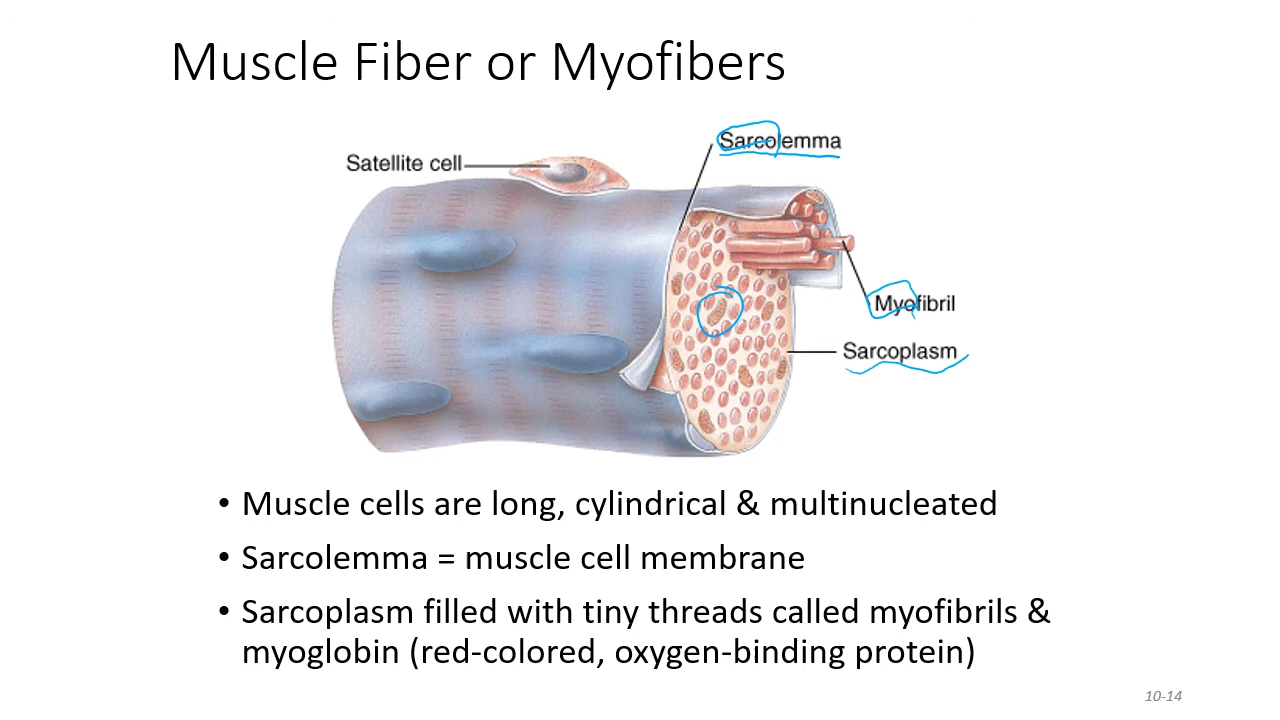 Muscle Fiber or Myofibers
Sarcolemma
Satellite cell
Myofibril
Sarcoplasm
• Muscle cells are long, cylindrical & multinucleated
• Sarcolemma = muscle cell membrane
• Sarcoplasm filled with tiny threads called myofibrils &
myoglobin (red-colored, oxygen-binding protein)
10-14